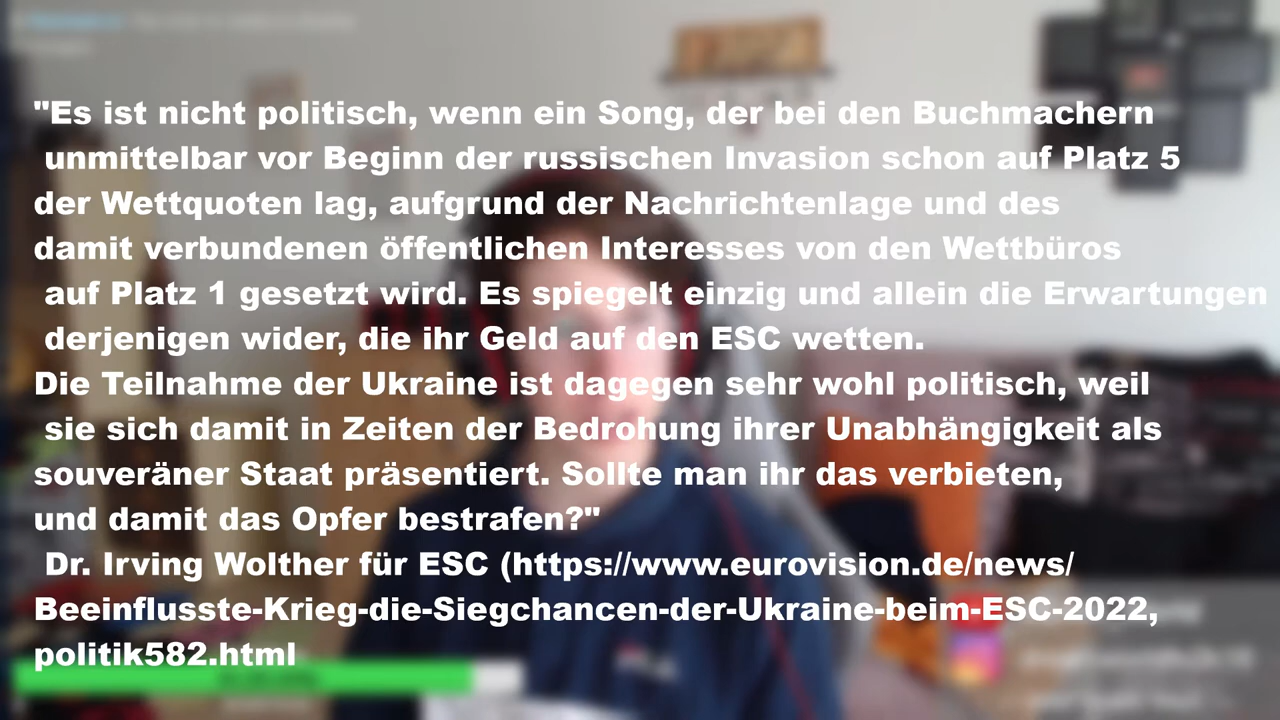 "Es ist nicht politisch, wenn ein Song, der bei den Buchmachern
unmittelbar vor Beginn der russischen Invasion schon auf Platz 5
der Wettquoten lag, aufgrund der Nachrichtenlage und des
damit verbundenen öffentlichen Interesses von den Wettbüros
auf Platz 1 gesetzt wird. Es spiegelt einzig und allein die Erwartungen
derjenigen wider, die ihr Geld auf den ESC wetten.
Die Teilnahme der Ukraine ist dagegen sehr wohl politisch, weil
sie sich damit in Zeiten der Bedrohung ihrer Unabhängigkeit als
souveräner Staat präsentiert. Sollte man ihr das verbieten,
und damit das Opfer bestrafen?"
Dr. Irving Wolther für ESC (https://www.eurovision.de/news/
Beeinflusste-Krieg-die-Siegchancen-der-Ukraine-beim-ESC-2022,
politik582.html